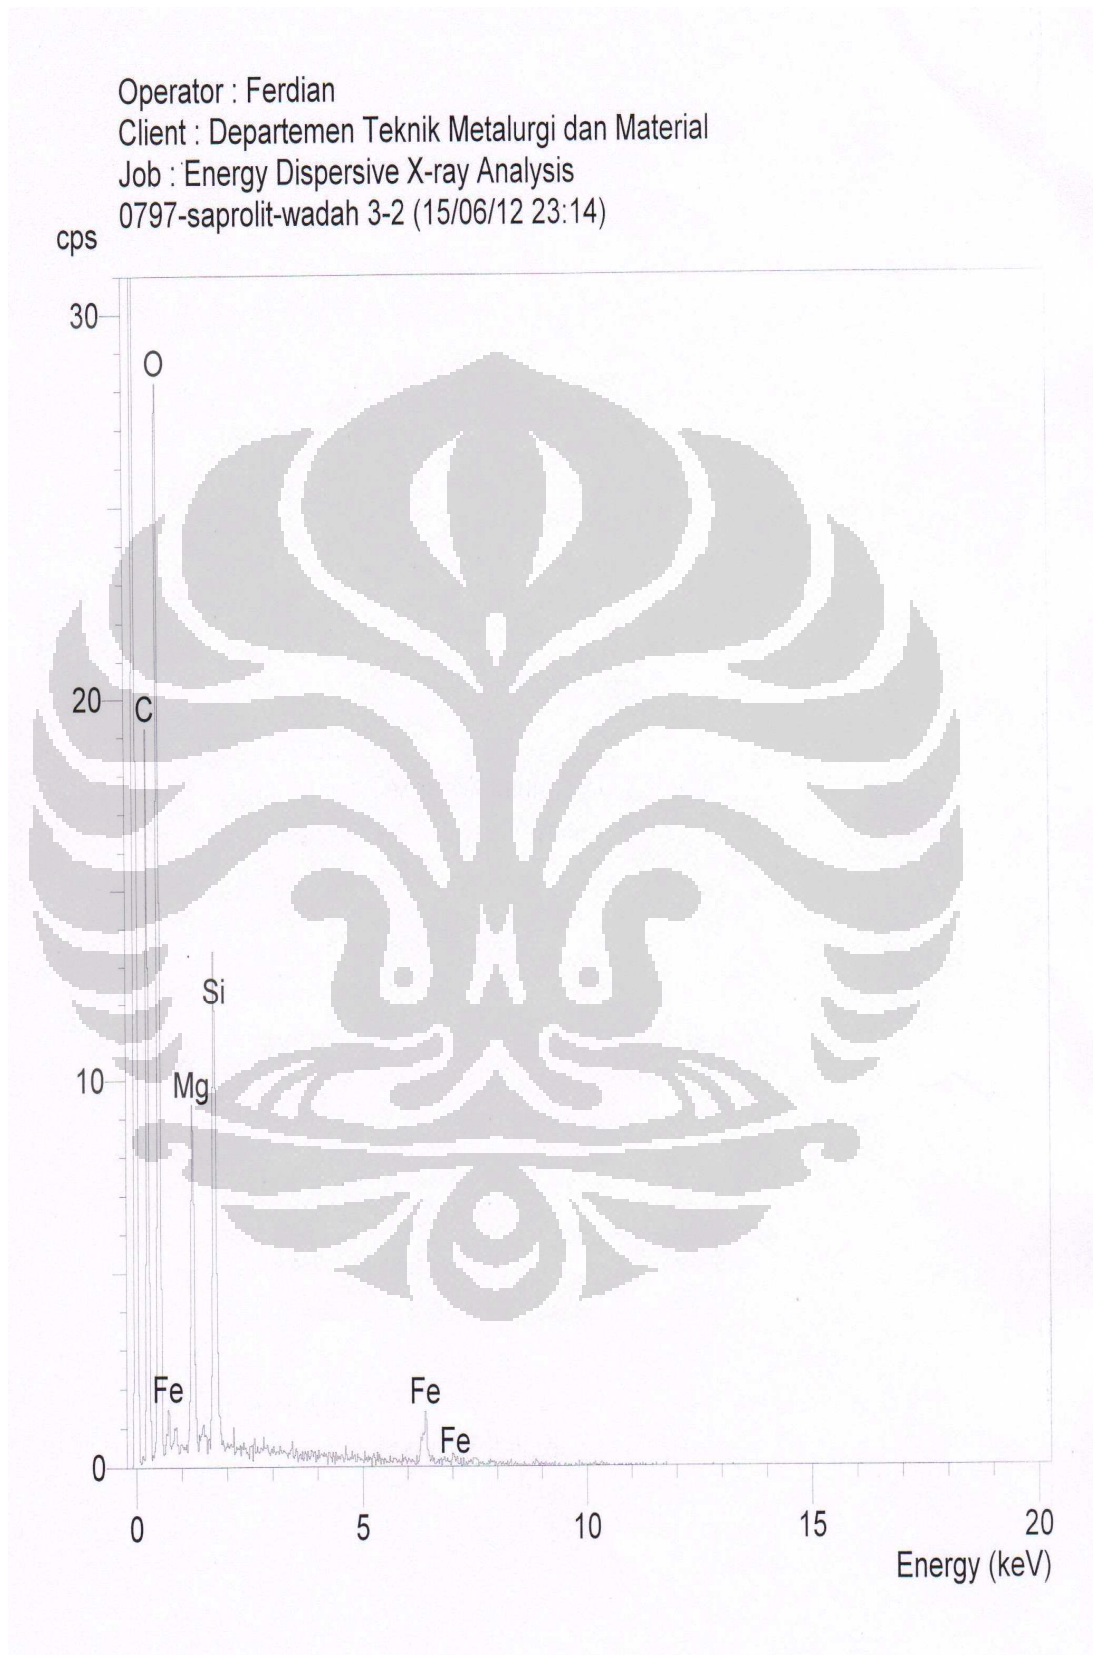 Operator : Ferdian
Client : Departemen Teknik Metalurgi dan Material
Job : Energy Dispersive X-ray Analysis
0797-saprolit-wadah 3-2 (15/06/12 23:14)
cps
30
O
20
C
Si
10
Mg
Fe
Fe
Fe
0
0 5 10 15 20
Energy (keV)